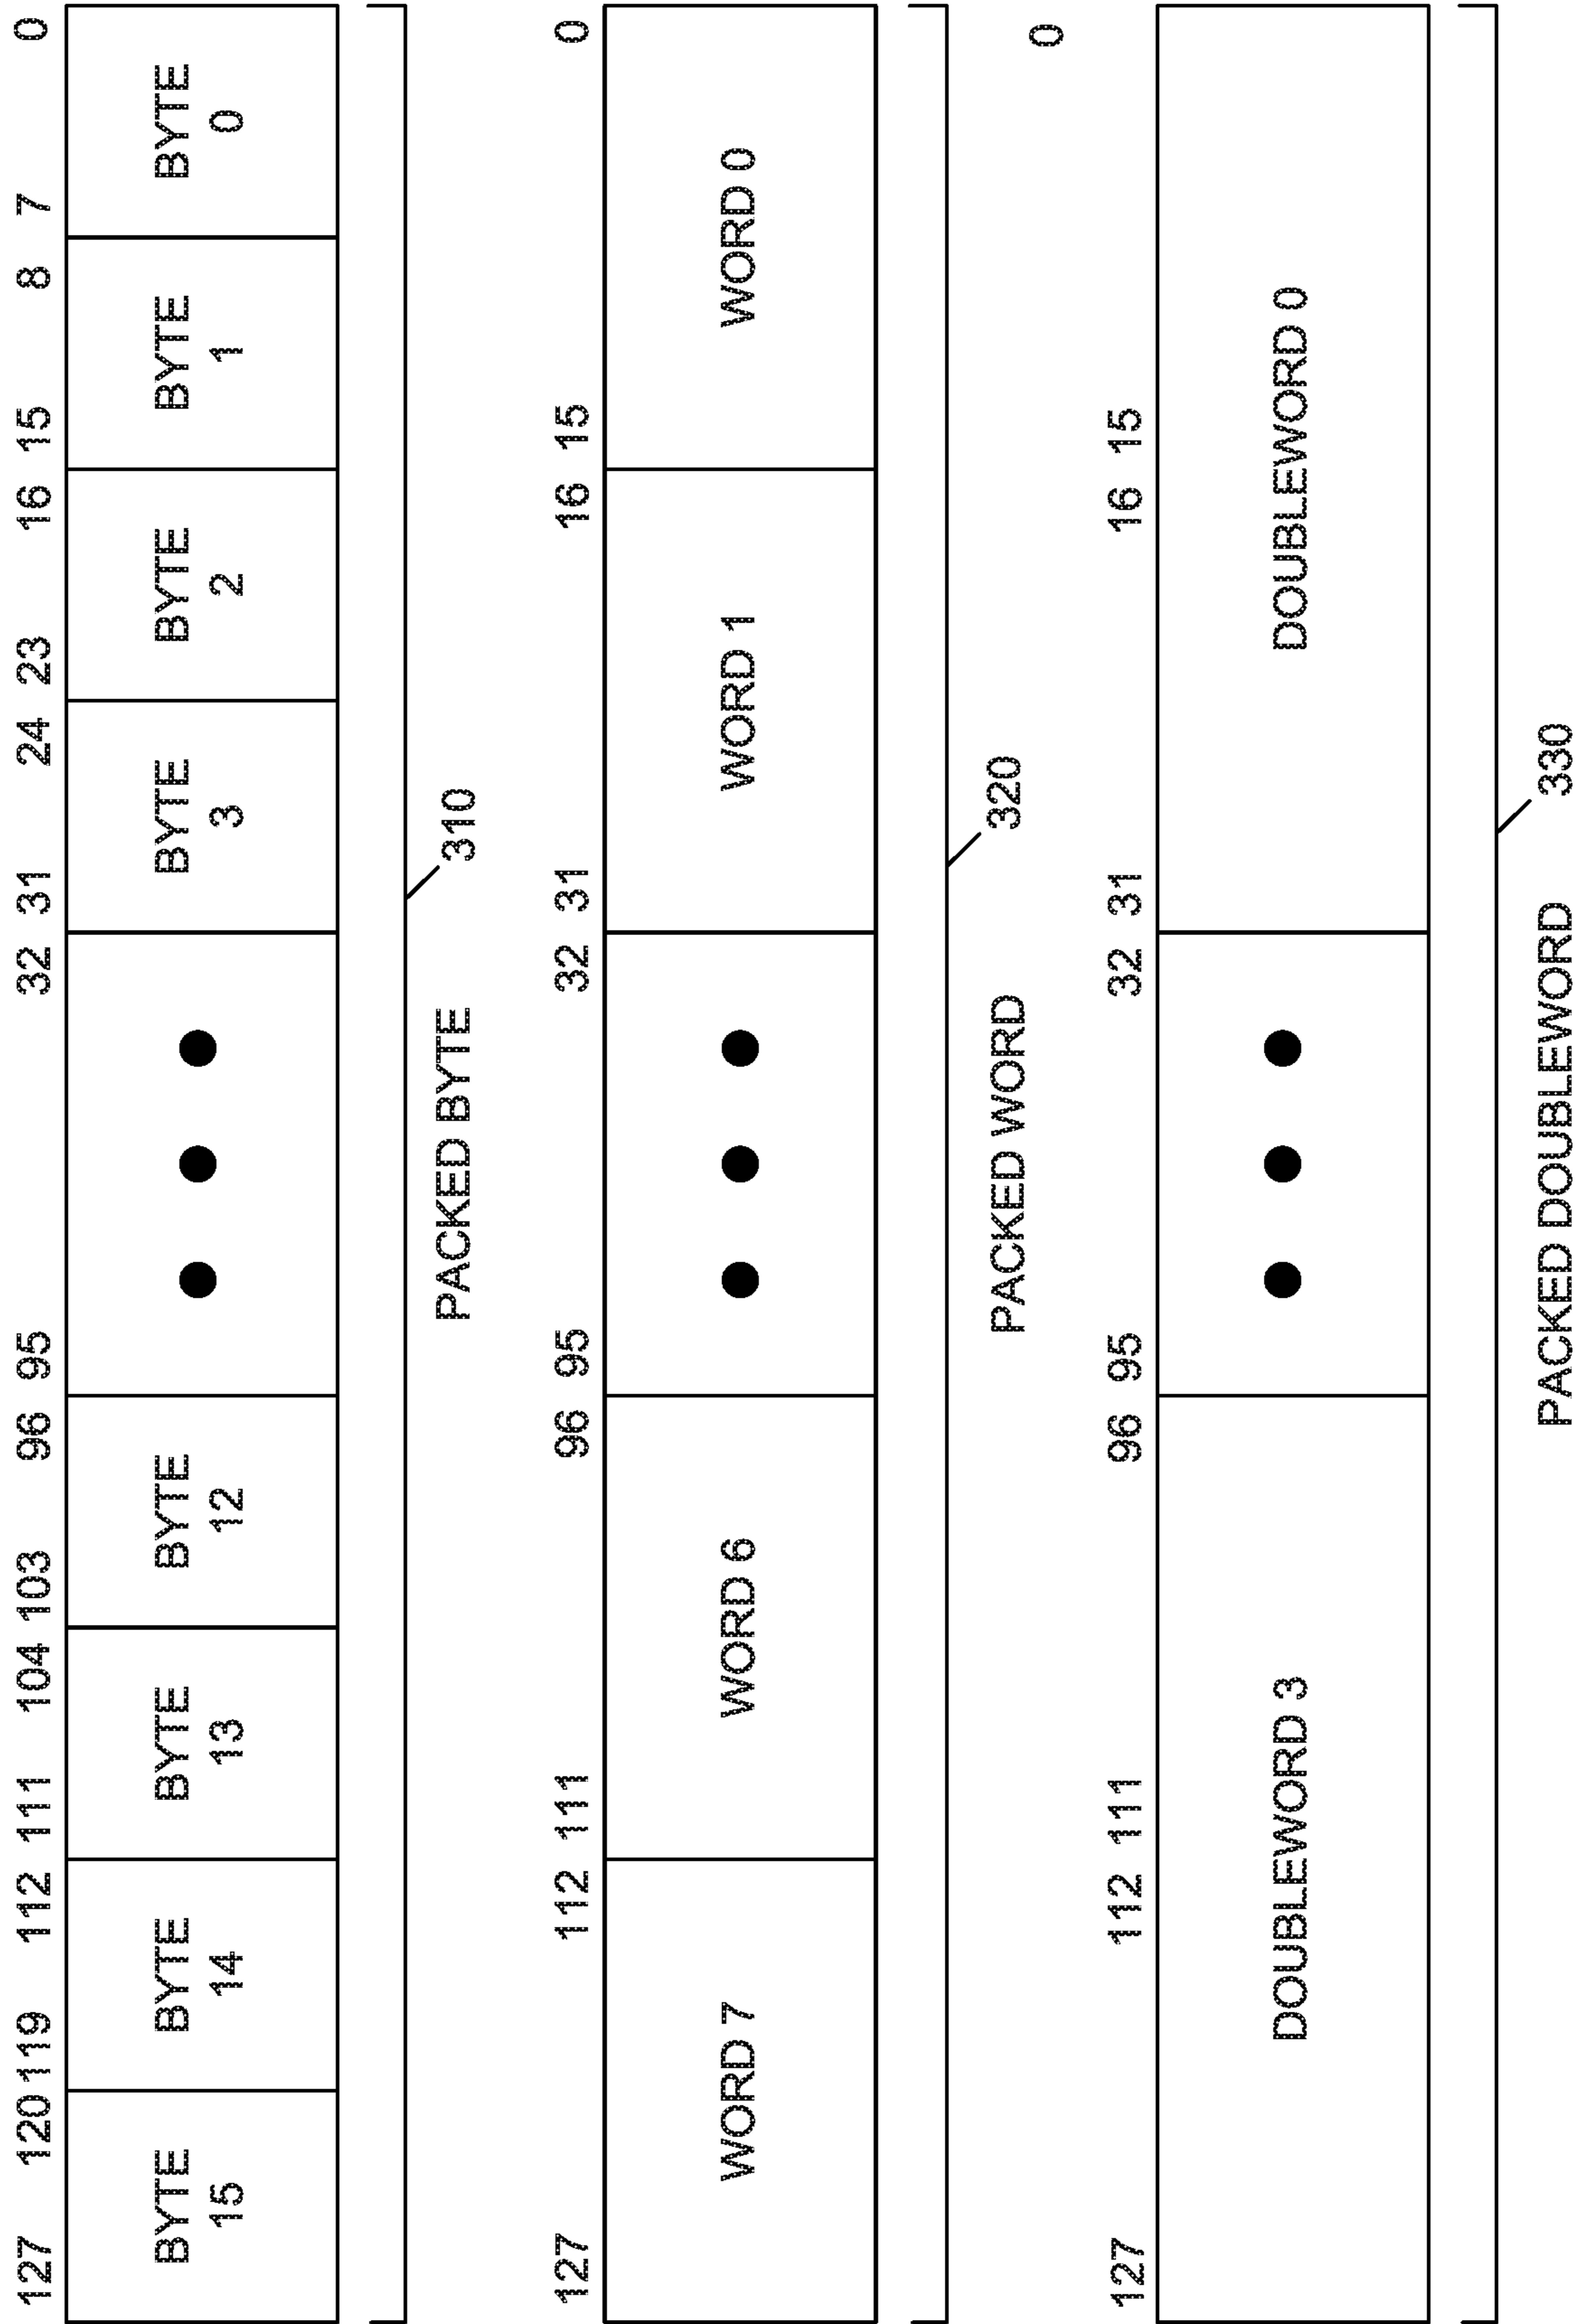 127 120 119 112 111 104 103 96 95 32 31 24 23 16 15 8 7 0
BYTE BYTE BYTE BYTE BYTE BYTE BYTE BYTE
15 14 13 12 3 2 1 0
310
PACKED BYTE
127 112 111 96 95 32 31 16 15 0
WORD 7 WORD 6 WORD 1 WORD 0
320
PACKED WORD
0
127 112 111 96 95 32 31 16 15
DOUBLEWORD 3 DOUBLEWORD 0
330
PACKED DOUBLEWORD